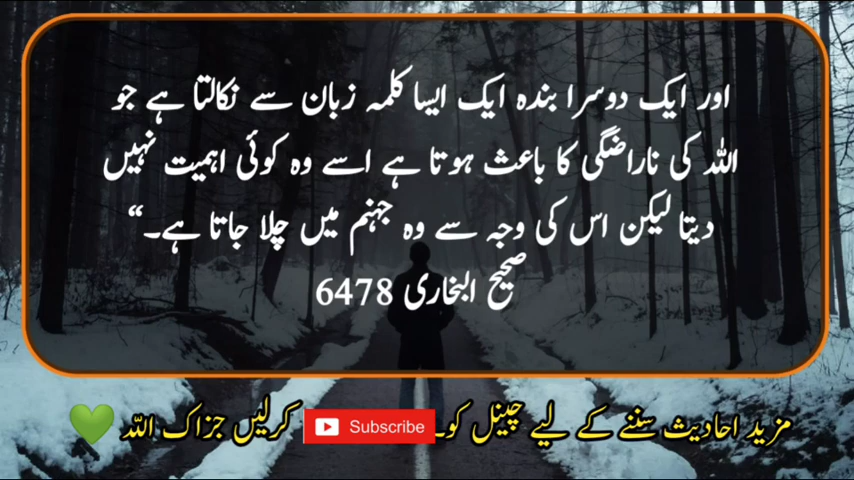 اور ایک دوسرا بندہ ایک ایسا کلمہ زبان سے نکالتا ہے جو
اللہ کی ناراضگی کا باعث ہوتا ہے اسے وہ کوئی اہمیت نہیں
دیتا لیکن اس کی وجہ سے وہ جہنم میں چلا جاتا ہے۔“
صحیح البخاری 6478
مزید احادیث سننے کے لیے چینل کو۔ Subscribe کرلیں جزاک اللہ